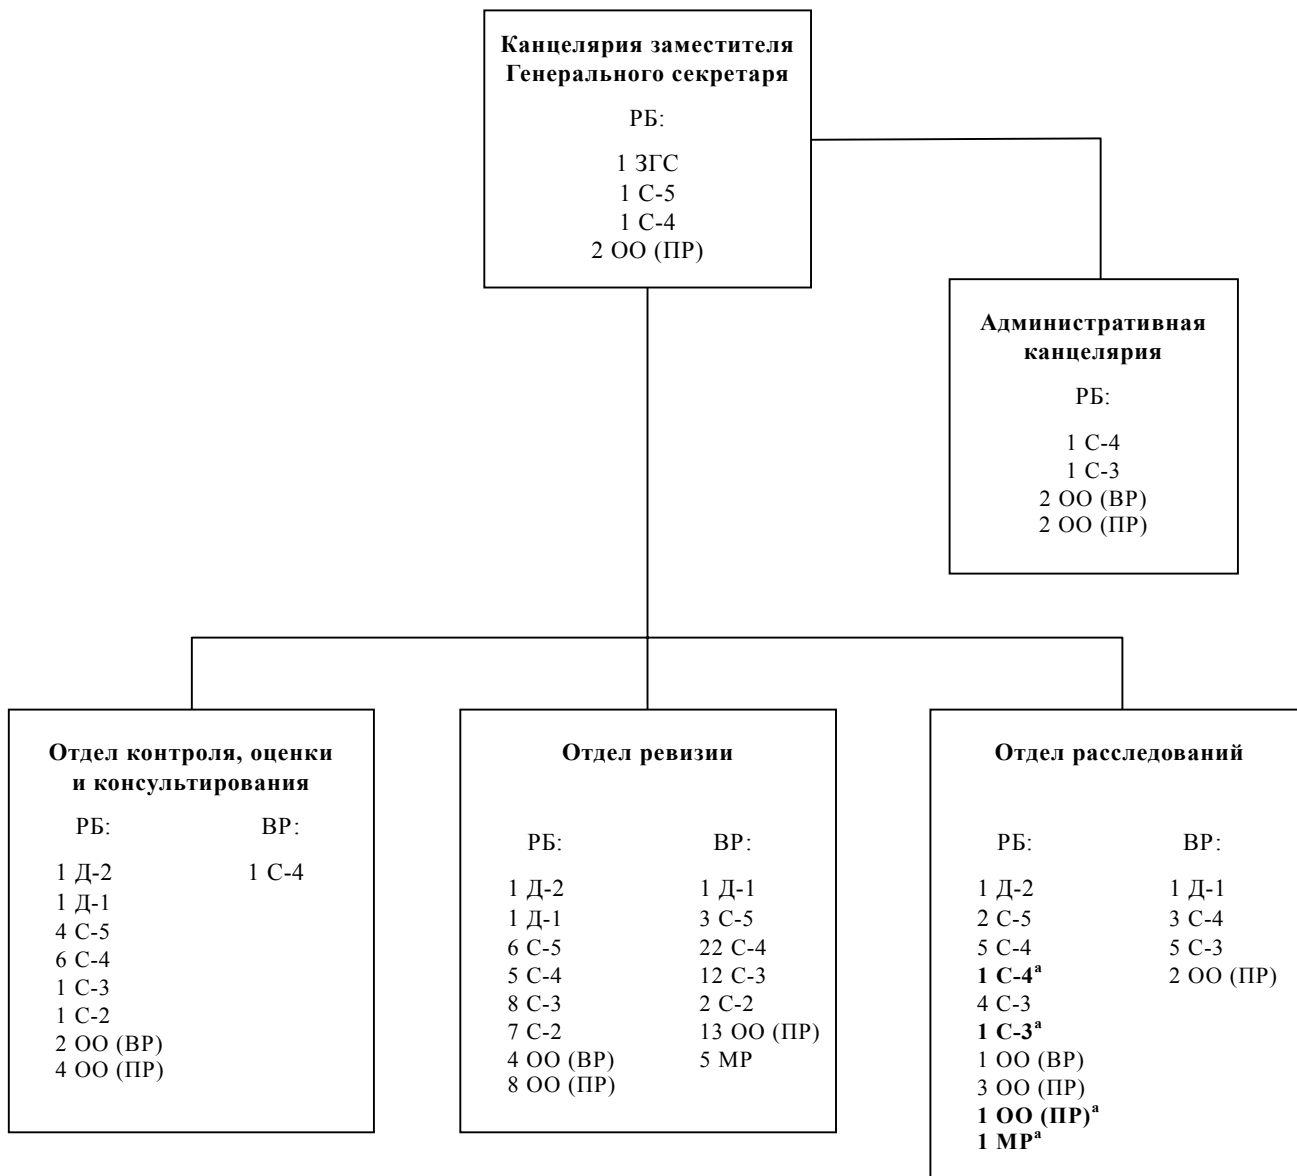 Канцелярия заместителя
Генерального секретаря
РБ:
1 ЗГС
1 С-5
1 С-4
2 ОО (ПР)
Административная
канцелярия
РБ:
1 С-4
1 С-3
2 ОО (ВР)
2 ОО (ПР)
Отдел контроля, оценки
и консультирования
РБ:
1 Д-2
1 Д-1
4 С-5
6 С-4
1 С-3
1 С-2
2 ОО (ВР)
4 ОО (ПР)
ВР:
1 С-4
Отдел ревизии
РБ:
1 Д-2
1 Д-1
6 С-5
5 С-4
8 С-3
7 С-2
4 ОО (ВР)
8 ОО (ПР)
ВР:
1 Д-1
3 С-5
22 С-4
12 С-3
2 С-2
13 ОО (ПР)
5 МР
Отдел расследований
РБ:
1 Д-2
2 С-5
5 С-4
1 С-4ᵃ
4 С-3
1 С-3ᵃ
1 ОО (ВР)
3 ОО (ПР)
1 ОО (ПР)ᵃ
1 МРᵃ
ВР:
1 Д-1
3 С-4
5 С-3
2 ОО (ПР)